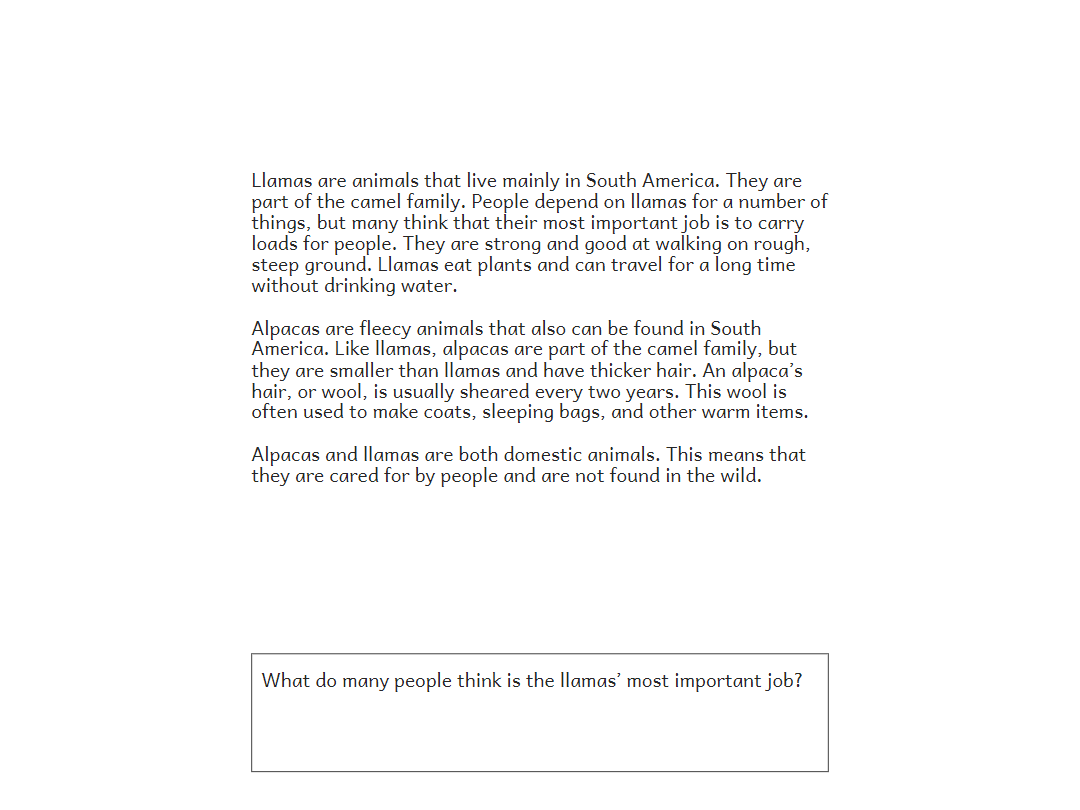 Llamas are animals that live mainly in South America. They are
part of the camel family. People depend on llamas for a number of
things, but many think that their most important job is to carry
loads for people. They are strong and good at walking on rough,
steep ground. Llamas eat plants and can travel for a long time
without drinking water.
Alpacas are fleecy animals that also can be found in South
America. Like llamas, alpacas are part of the camel family, but
they are smaller than llamas and have thicker hair. An alpaca’s
hair, or wool, is usually sheared every two years. This wool is
often used to make coats, sleeping bags, and other warm items.
Alpacas and llamas are both domestic animals. This means that
they are cared for by people and are not found in the wild.
What do many people think is the llamas’ most important job?